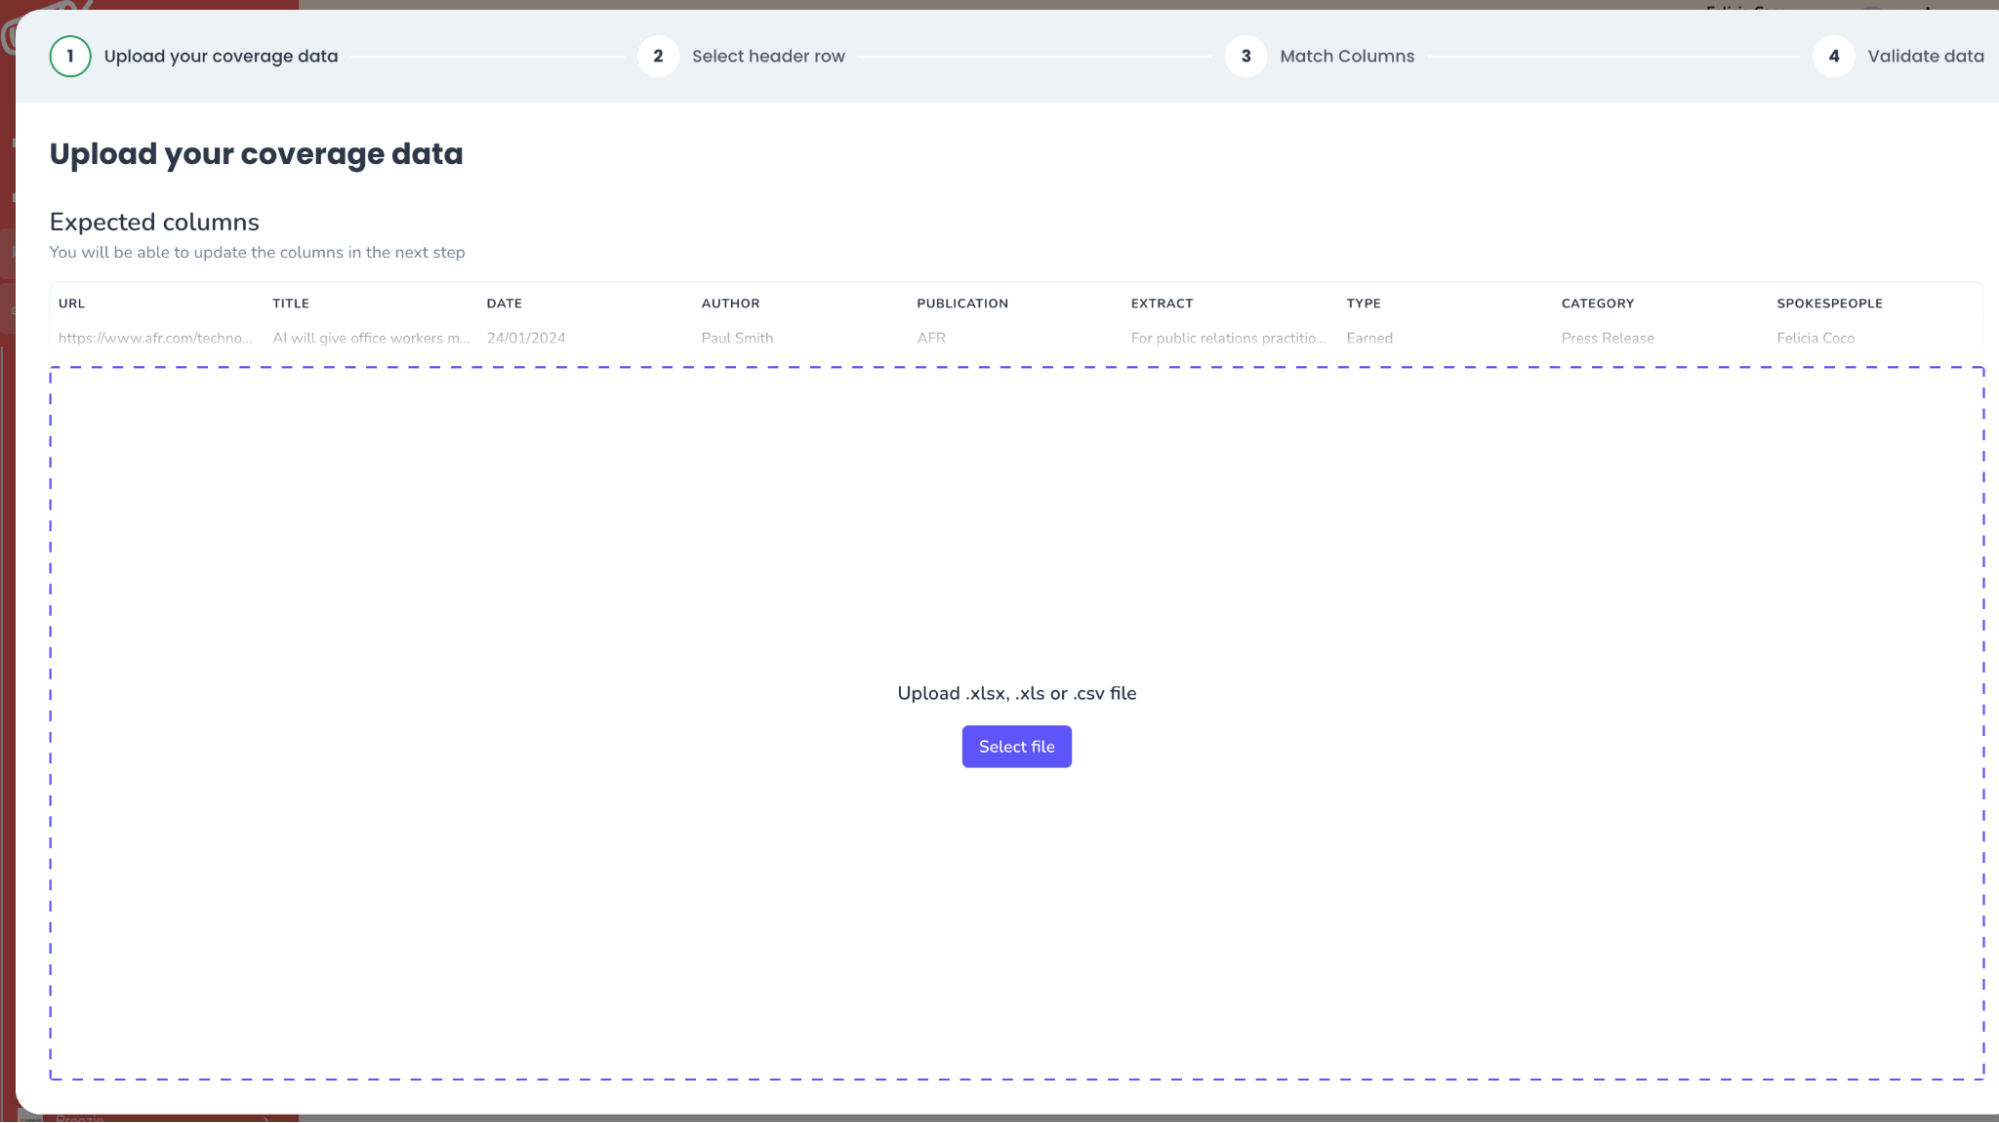 1 Upload your coverage data 2 Select header row 3 Match Columns 4 Validate data
Upload your coverage data
Expected columns
You will be able to update the columns in the next step
URL TITLE DATE AUTHOR PUBLICATION EXTRACT TYPE CATEGORY SPOKESPEOPLE
https://www.afr.com/techno... AI will give office workers m... 24/01/2024 Paul Smith AFR For public relations practitio... Earned Press Release Felicia Coco
Upload .xlsx, .xls or .csv file
Select file